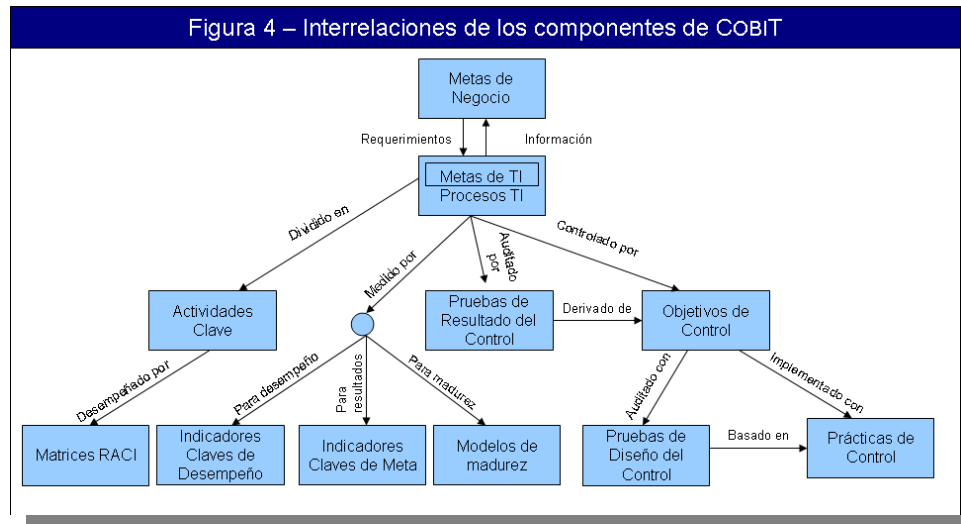 Figura 4 – Interrelaciones de los componentes de COBIT
Metas de
Negocio
Requerimientos
Información
Metas de TI
Procesos TI
Dividido en
Medido por
Auditado
por
Controlado por
Actividades
Clave
Pruebas de
Resultado del
Control
Derivado de
Objetivos de
Control
Desempeñado por
Para desempeño
Para
resultados
Para madurez
Auditado con
Implementado con
Matrices RACI
Indicadores
Claves de
Desempeño
Indicadores
Claves de Meta
Modelos de
madurez
Pruebas de
Diseño del
Control
Basado en
Prácticas de
Control